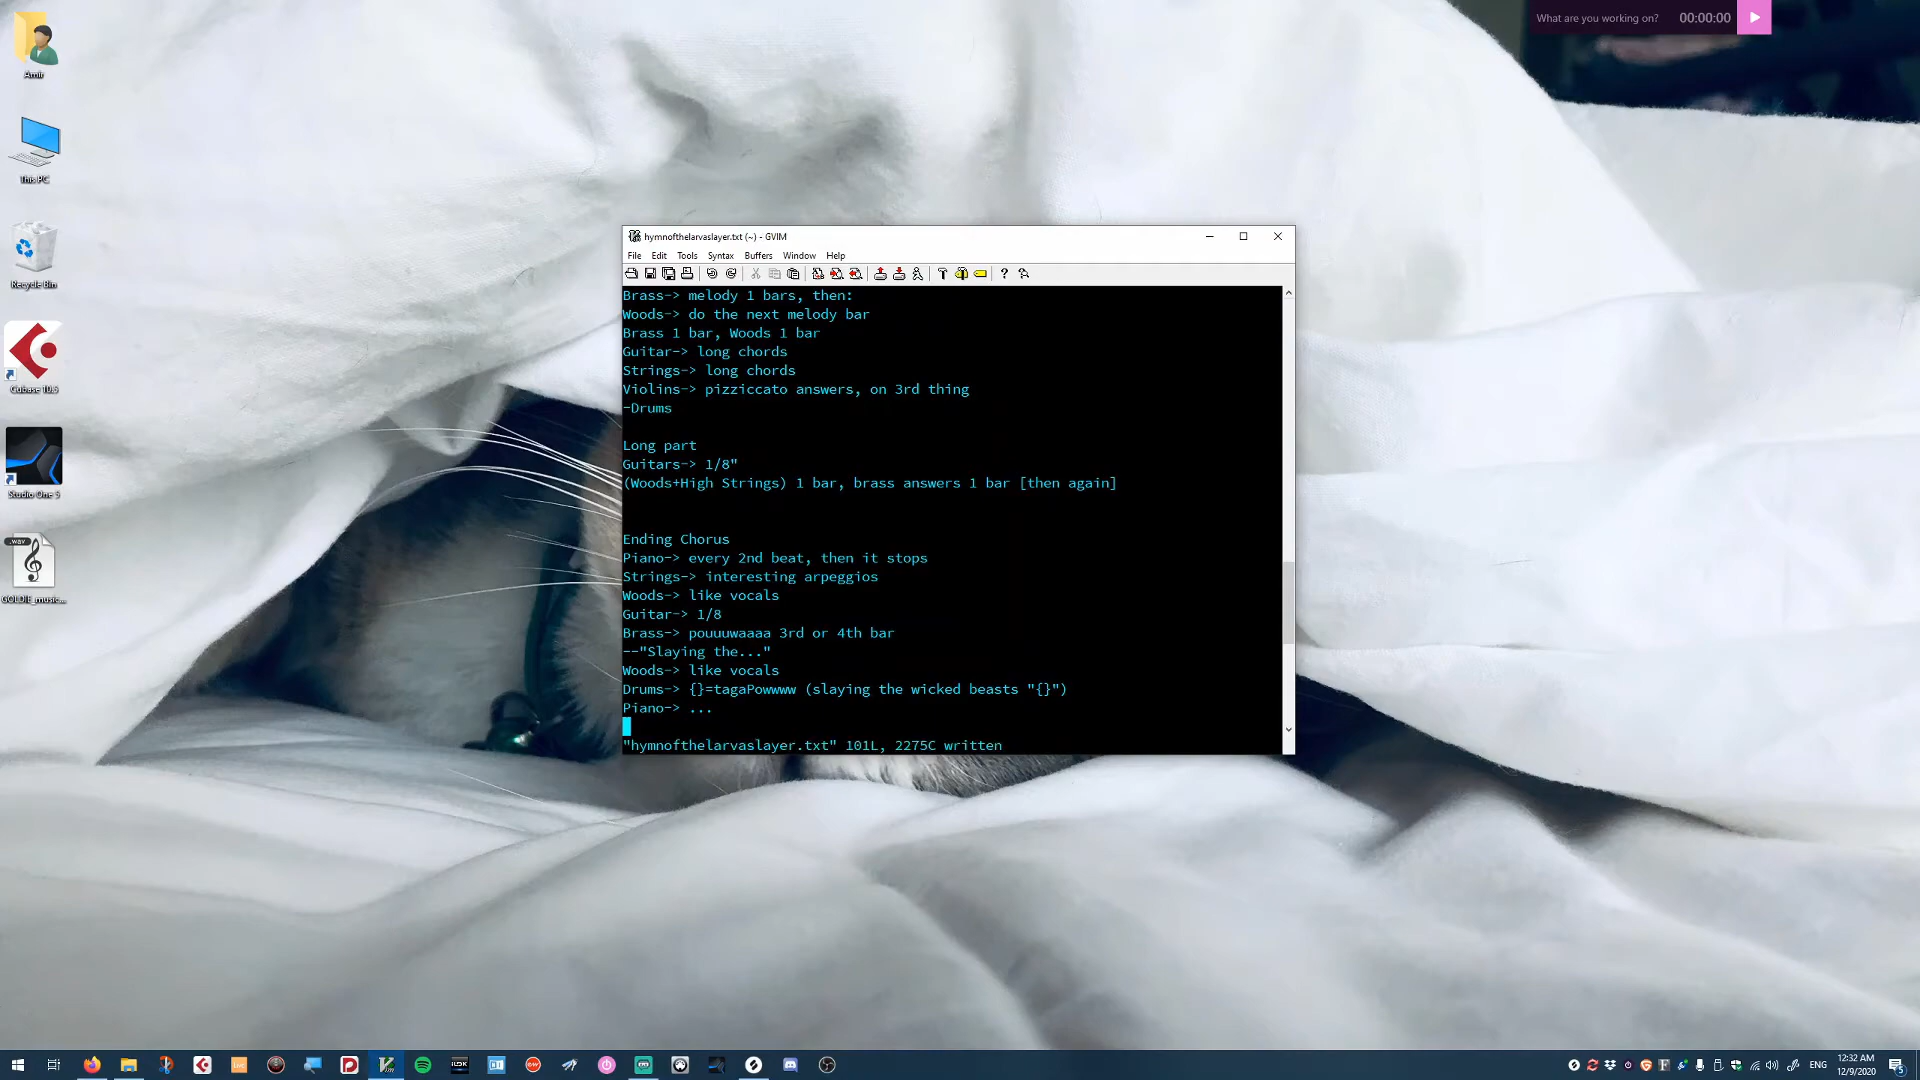 What are you working on? 00:00:00
Amir
This PC
Recycle Bin
Cubase 10.5
Studio One 5
.wav
GOLDIE_music...
hymnofthelarvaslayer.txt (~) - GVIM
File Edit Tools Syntax Buffers Window Help
Brass-> melody 1 bars, then:
Woods-> do the next melody bar
Brass 1 bar, Woods 1 bar
Guitar-> long chords
Strings-> long chords
Violins-> pizziccato answers, on 3rd thing
-Drums
Long part
Guitars-> 1/8"
(Woods+High Strings) 1 bar, brass answers 1 bar [then again]
Ending Chorus
Piano-> every 2nd beat, then it stops
Strings-> interesting arpeggios
Woods-> like vocals
Guitar-> 1/8
Brass-> pouuuwaaaa 3rd or 4th bar
--"Slaying the..."
Woods-> like vocals
Drums-> {}=tagaPowwww (slaying the wicked beasts "{}")
Piano-> ...
"hymnofthelarvaslayer.txt" 101L, 2275C written
ENG
12:32 AM
12/9/2020